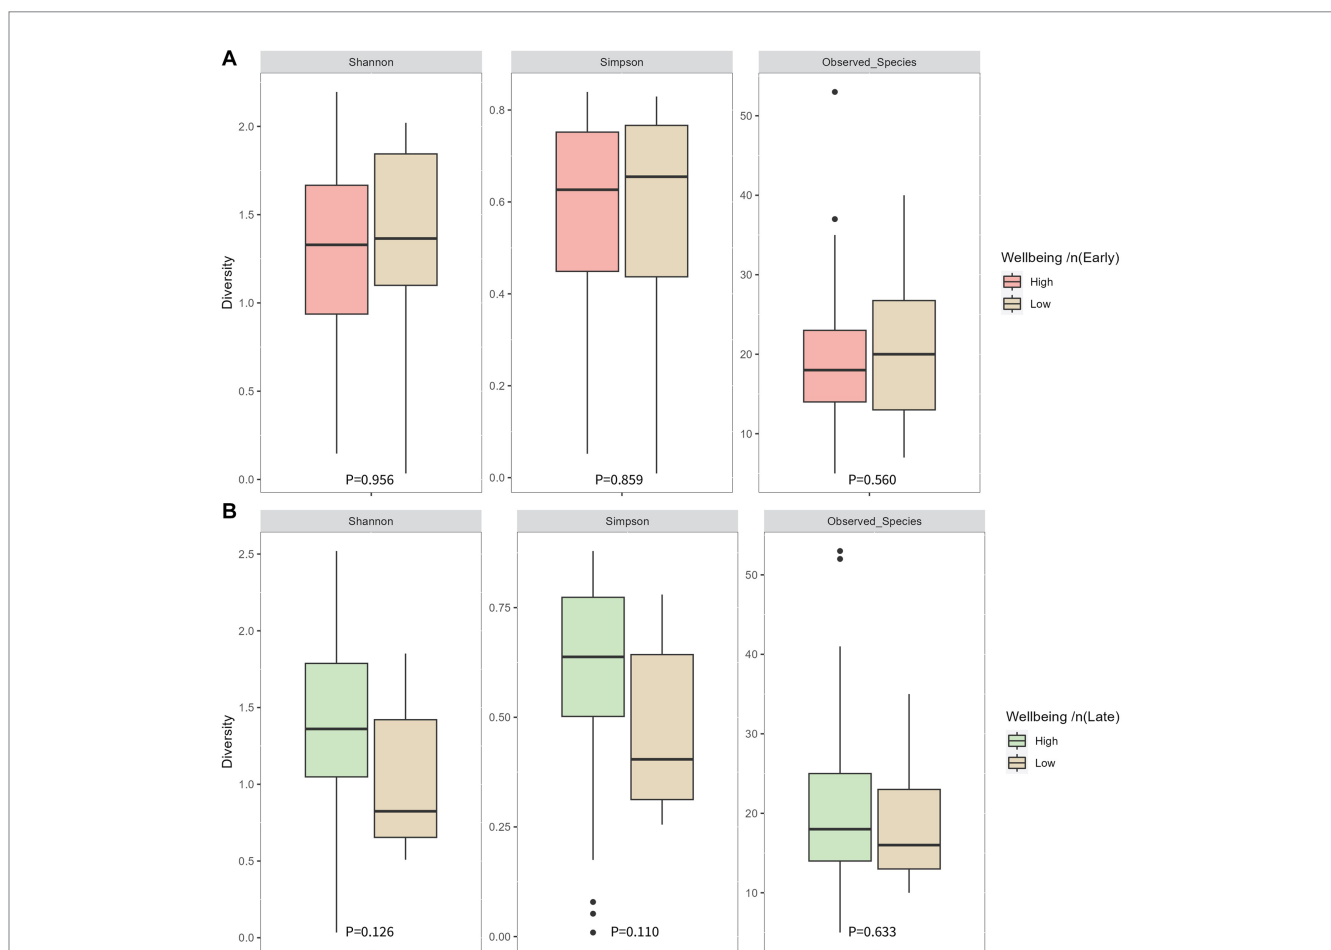 A
Shannon
Simpson
Observed_Species
Diversity
2.0
1.5
1.0
0.5
0.0
P=0.956
0.8
0.6
0.4
0.2
0.0
P=0.859
50
40
30
20
10
P=0.560
Wellbeing /n(Early)
High
Low
B
Shannon
Simpson
Observed_Species
Diversity
2.5
2.0
1.5
1.0
0.5
0.0
P=0.126
0.75
0.50
0.25
0.00
P=0.110
50
40
30
20
10
P=0.633
Wellbeing /n(Late)
High
Low